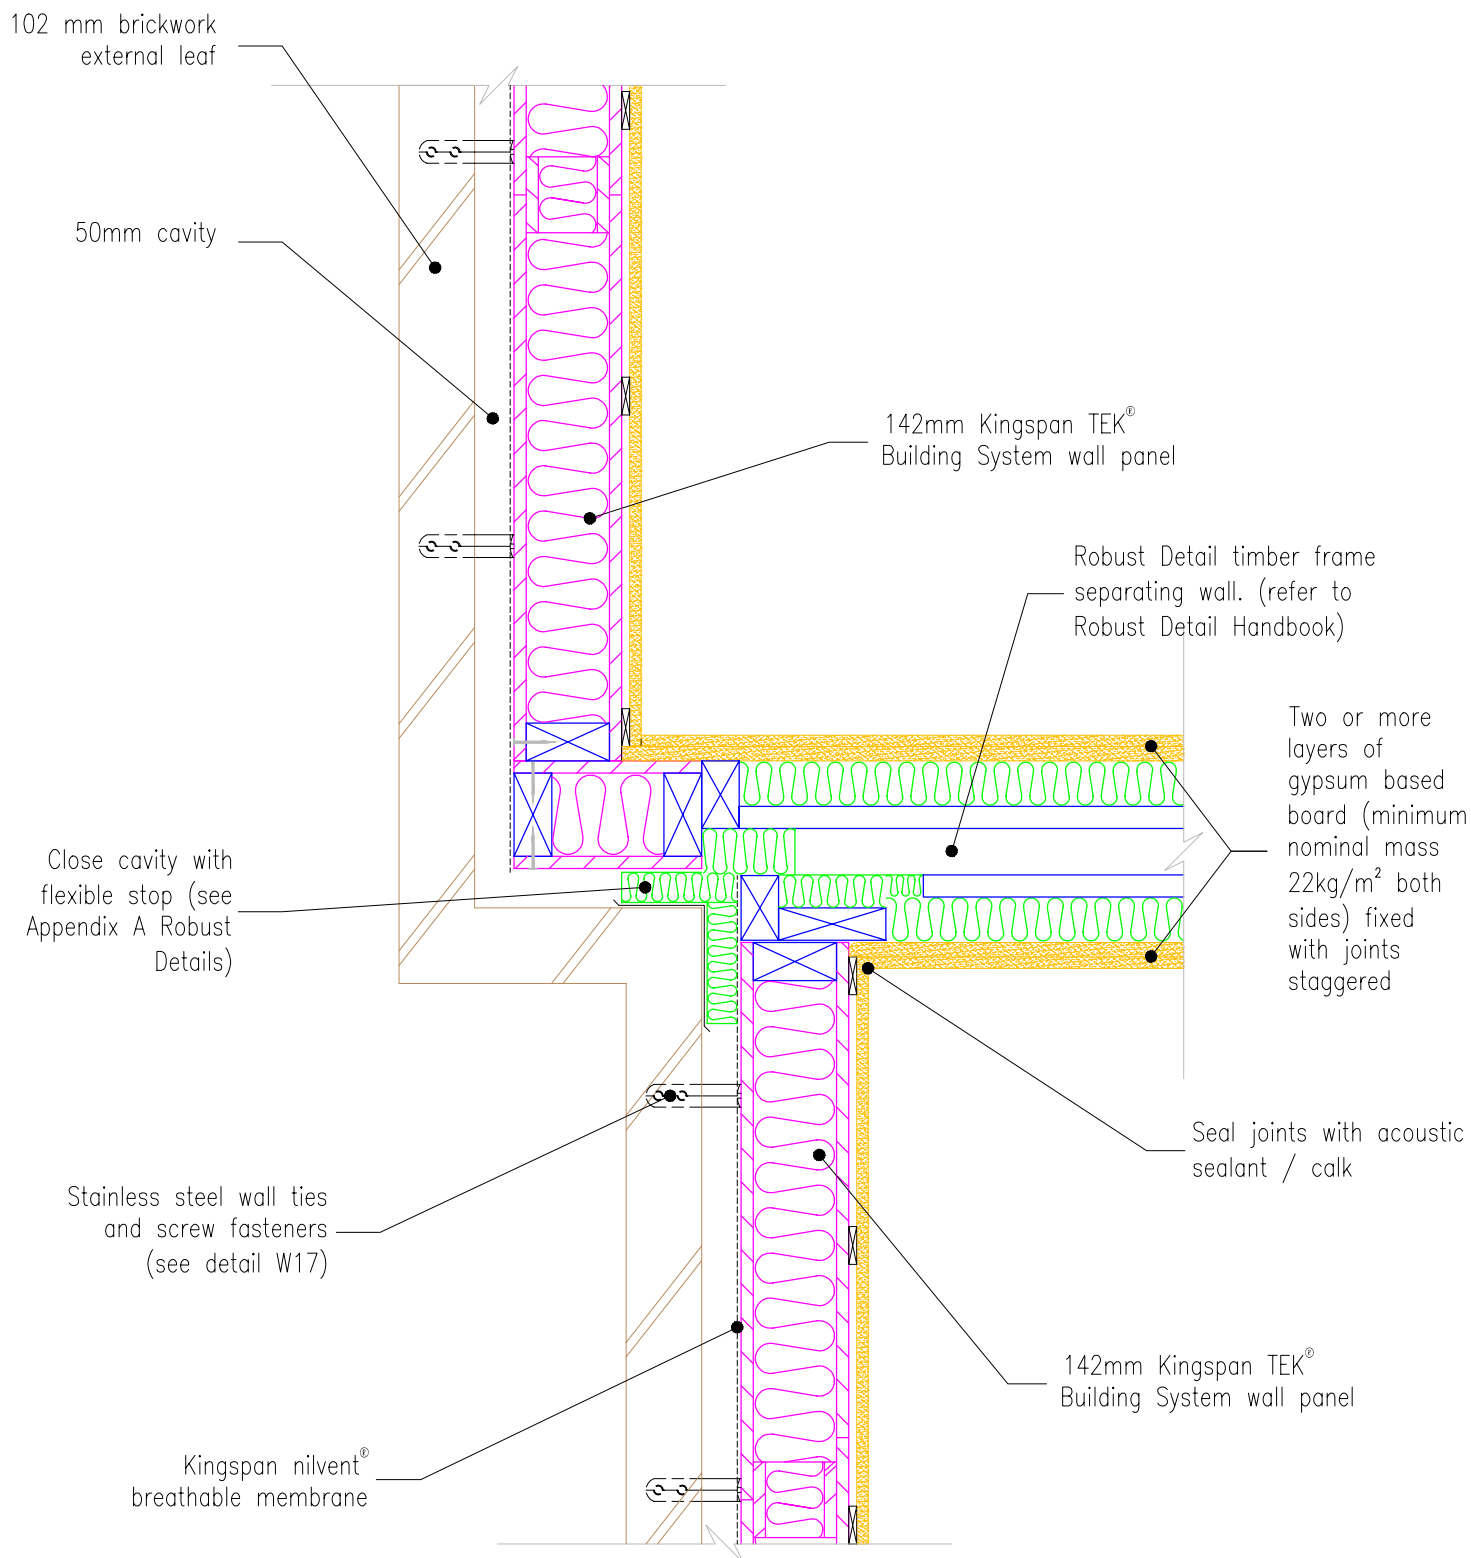 102 mm brickwork
external leaf
50mm cavity
142mm Kingspan TEK®
Building System wall panel
Robust Detail timber frame
separating wall. (refer to
Robust Detail Handbook)
Two or more
layers of
gypsum based
board (minimum
nominal mass
22kg/m² both
sides) fixed
with joints
staggered
Close cavity with
flexible stop (see
Appendix A Robust
Details)
Seal joints with acoustic
sealant / calk
Stainless steel wall ties
and screw fasteners
(see detail W17)
142mm Kingspan TEK®
Building System wall panel
Kingspan nilvent®
breathable membrane